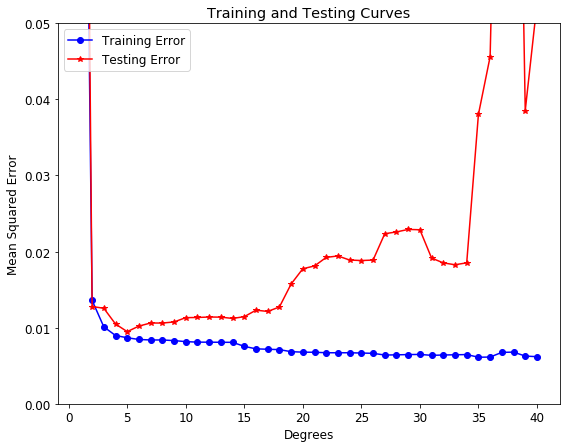 Training and Testing Curves
Training Error
Testing Error
Mean Squared Error
0.05
0.04
0.03
0.02
0.01
0.00
0 5 10 15 20 25 30 35 40
Degrees